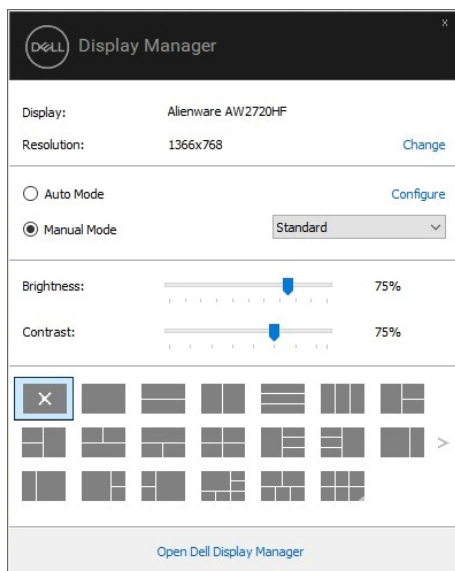 x
DELL Display Manager
Display: Alienware AW2720HF
Resolution: 1366x768 Change
Auto Mode Configure
Manual Mode Standard
Brightness: 75%
Contrast: 75%
Open Dell Display Manager